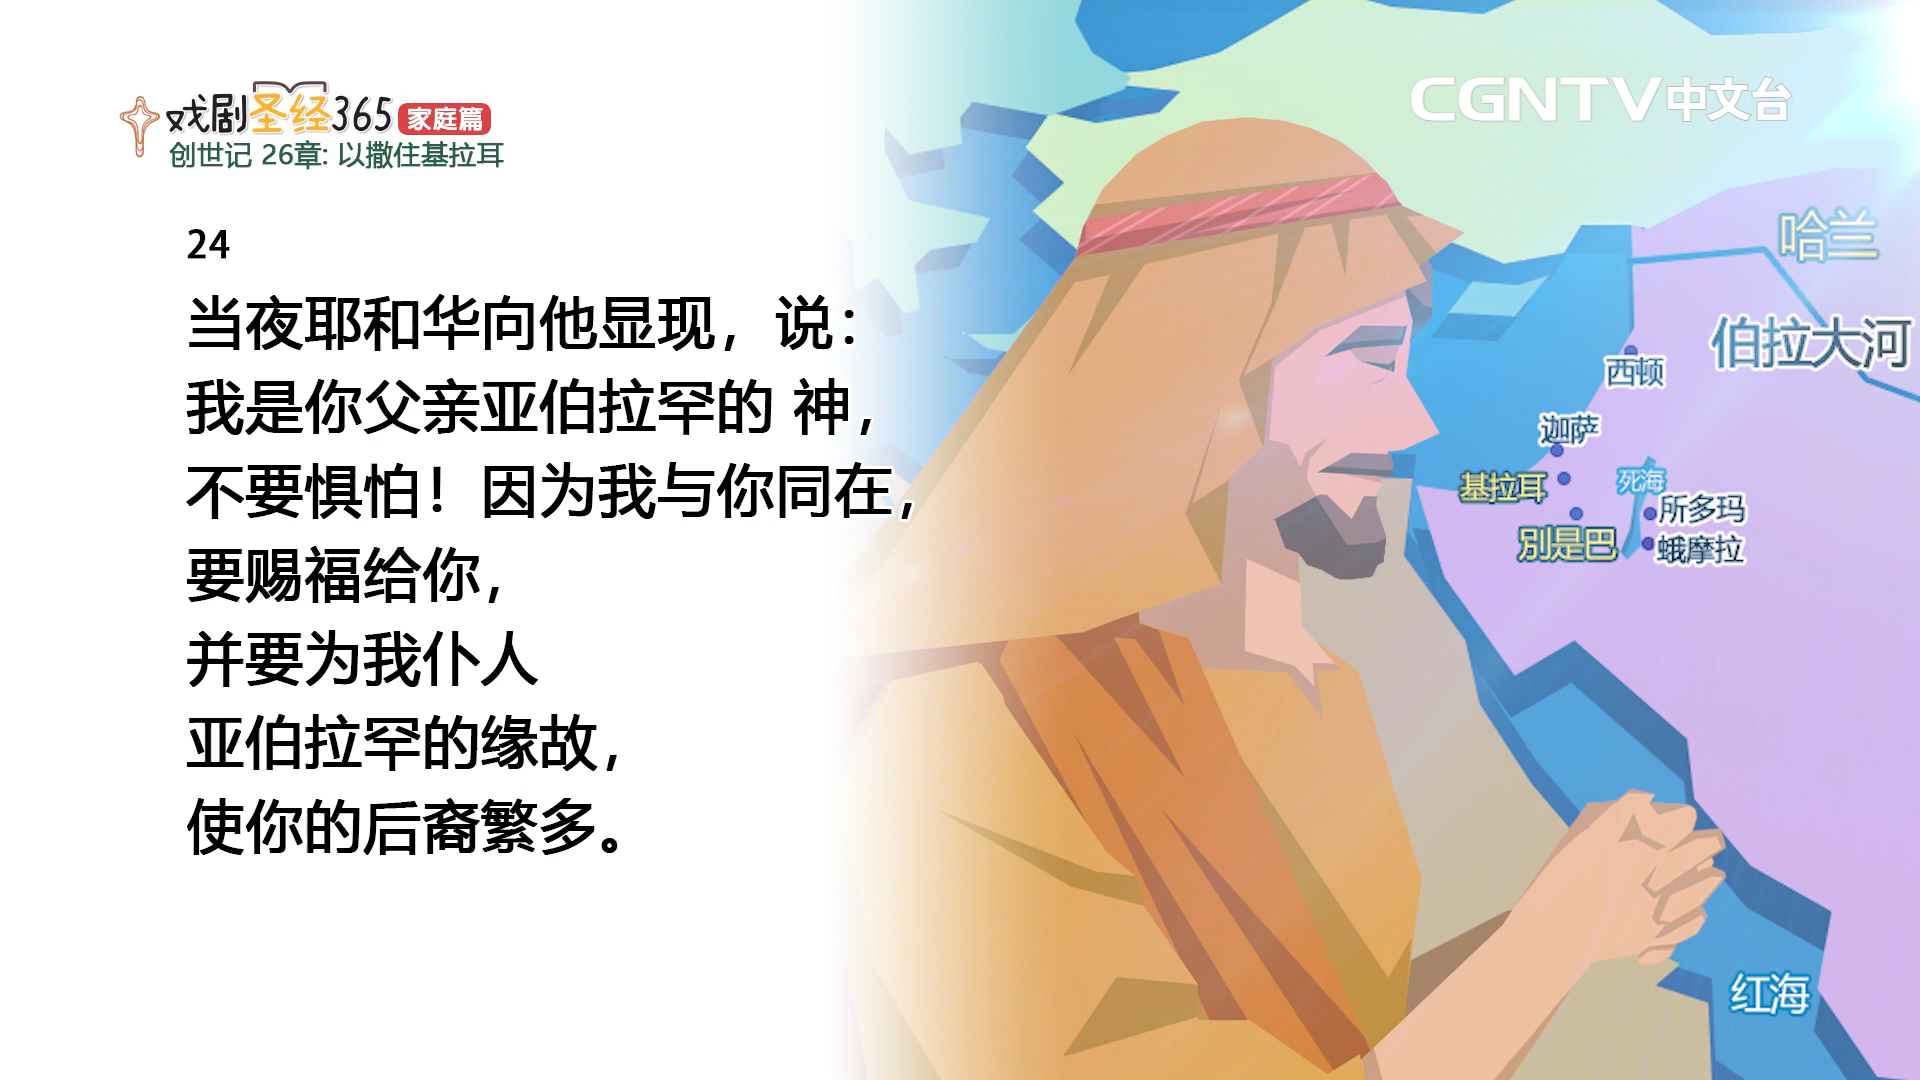 戏剧圣经365 家庭篇
创世记 26章: 以撒住基拉耳
CGNTV中文台
24
当夜耶和华向他显现，说：
我是你父亲亚伯拉罕的 神，
不要惧怕！因为我与你同在，
要赐福给你，
并要为我仆人
亚伯拉罕的缘故，
使你的后裔繁多。
哈兰
伯拉大河
西顿
迦萨
基拉耳
死海
所多玛
别是巴
蛾摩拉
红海